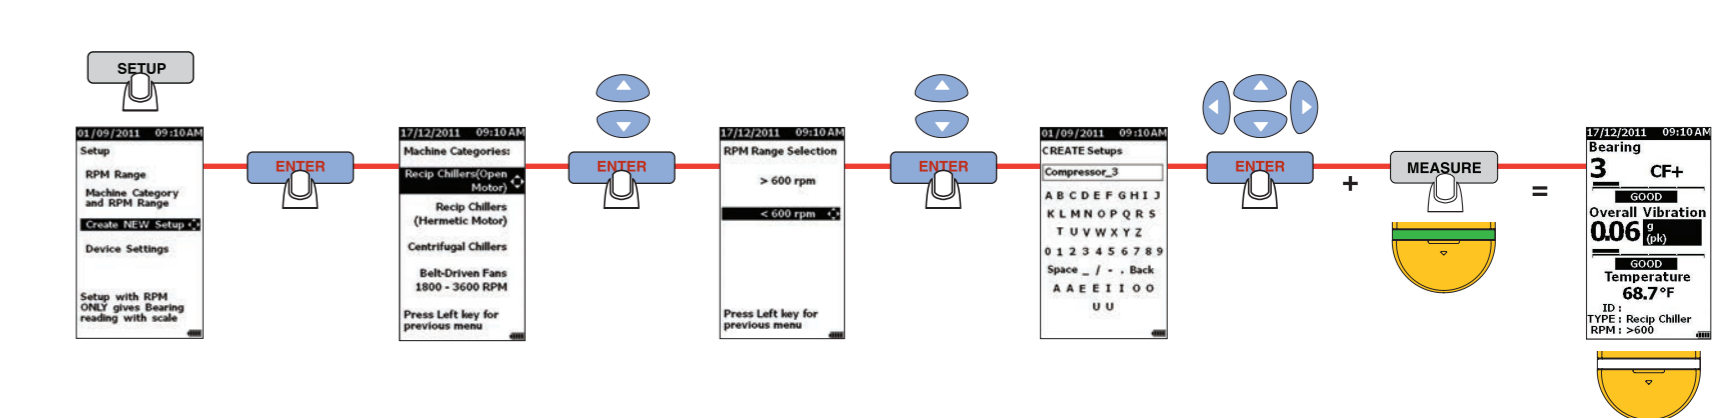 SETUP
01/09/2011 09:10AM
Setup
RPM Range
Machine Category
and RPM Range
Create NEW Setup
Device Settings
Setup with RPM
ONLY gives Bearing
reading with scale
ENTER
17/12/2011 09:10AM
Machine Categories:
Recip Chillers(Open
Motor)
Recip Chillers
(Hermetic Motor)
Centrifugal Chillers
Belt-Driven Fans
1800 - 3600 RPM
Press Left key for
previous menu
ENTER
17/12/2011 09:10AM
RPM Range Selection
> 600 rpm
< 600 rpm
Press Left key for
previous menu
ENTER
01/09/2011 09:10AM
CREATE Setups
Compressor_3
A B C D E F G H I J
K L M N O P Q R S
T U V W X Y Z
0 1 2 3 4 5 6 7 8 9
Space _ / - . Back
A A E E I I O O
U U
ENTER
+
MEASURE
=
17/12/2011 09:10AM
Bearing
3 CF+
GOOD
Overall Vibration
0.06 g
(pk)
GOOD
Temperature
68.7°F
ID :
TYPE : Recip Chiller
RPM : >600